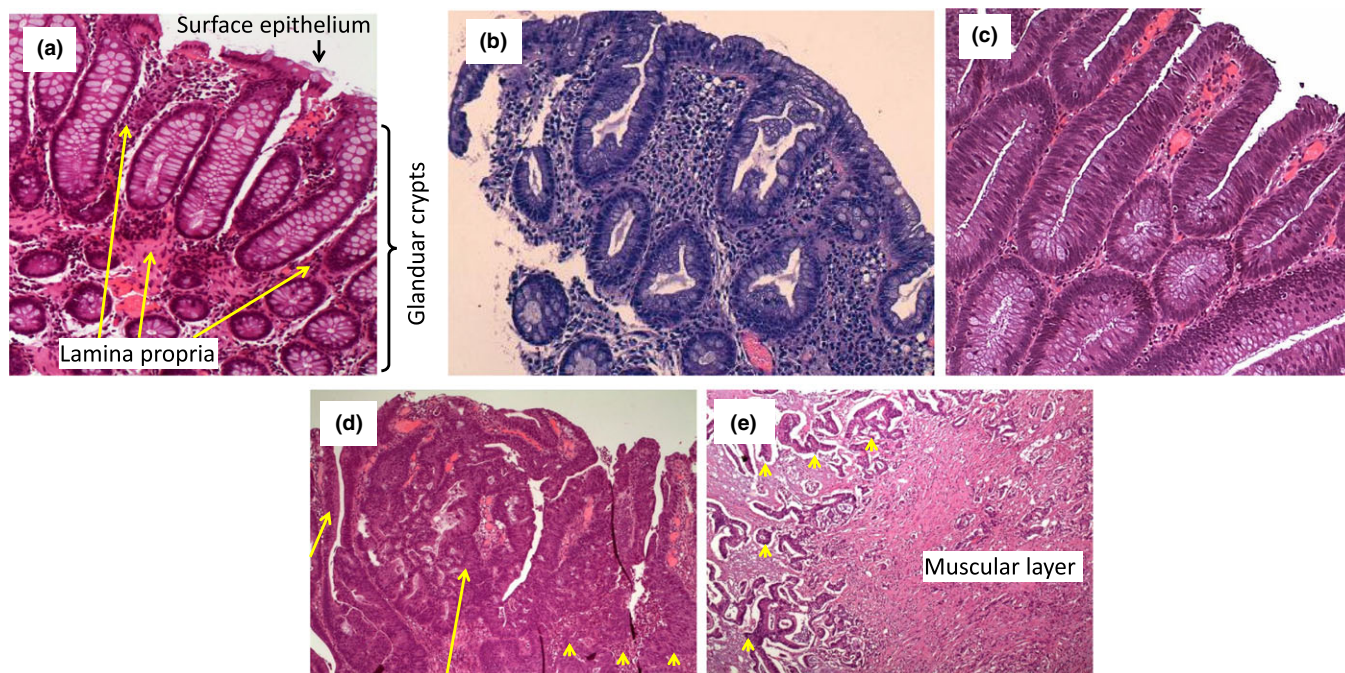 (a)
Surface epithelium
Glanduar crypts
Lamina propria
(b)
(c)
(d)
(e)
Muscular layer